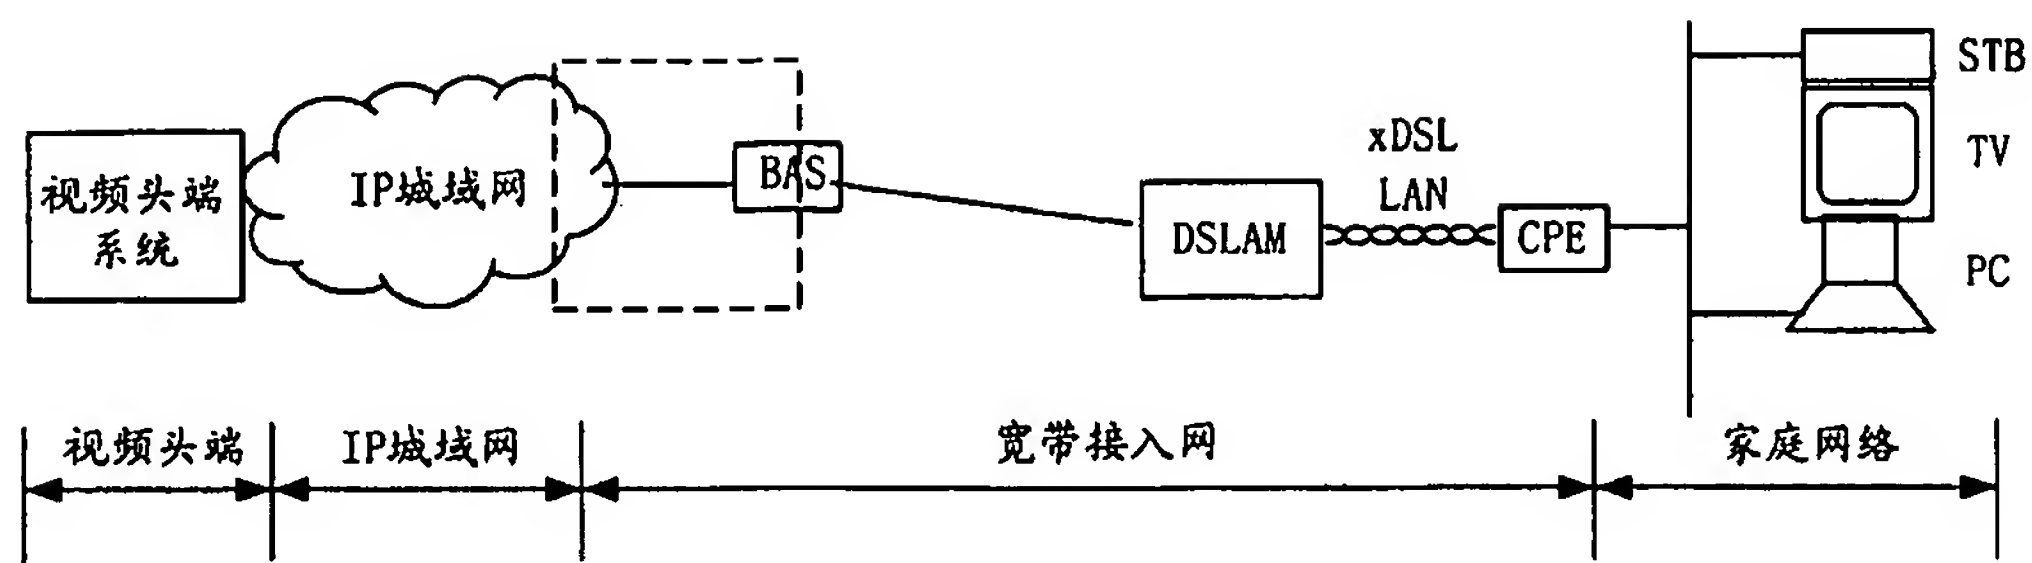 视频头端
系统
IP城域网
BAS
DSLAM
xDSL
LAN
CPE
STB
TV
PC
视频头端
IP城域网
宽带接入网
家庭网络